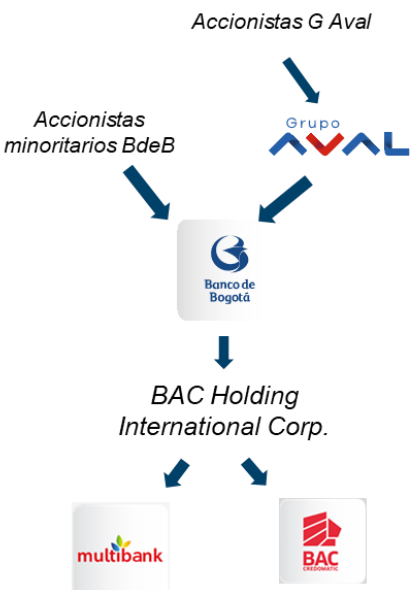 Accionistas G Aval
Accionistas
minoritarios BdeB
Grupo
AVAL
Banco de
Bogotá
BAC Holding
International Corp.
multibank
BAC
CREDOMATIC